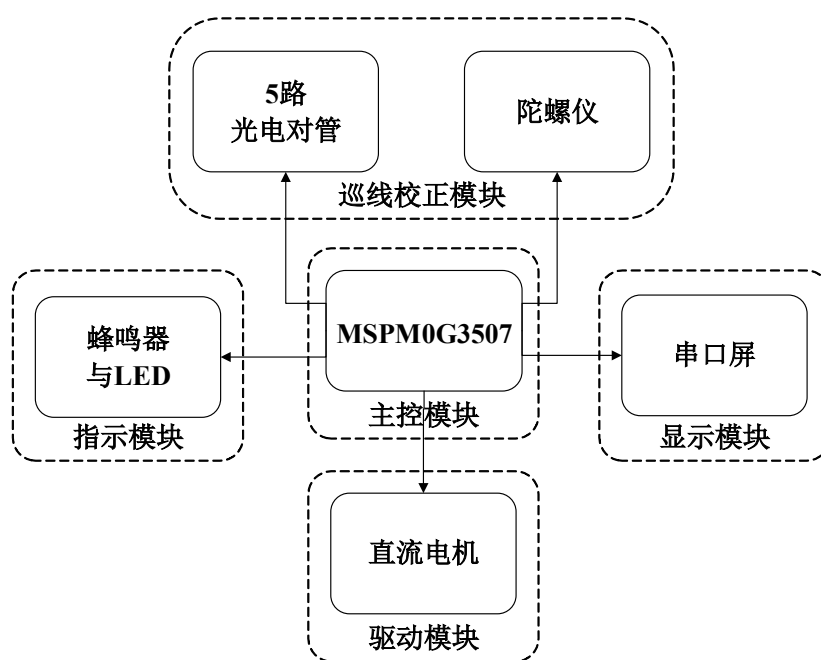 5路
光电对管
陀螺仪
巡线校正模块
MSPM0G3507
主控模块
蜂鸣器
与LED
指示模块
串口屏
显示模块
直流电机
驱动模块